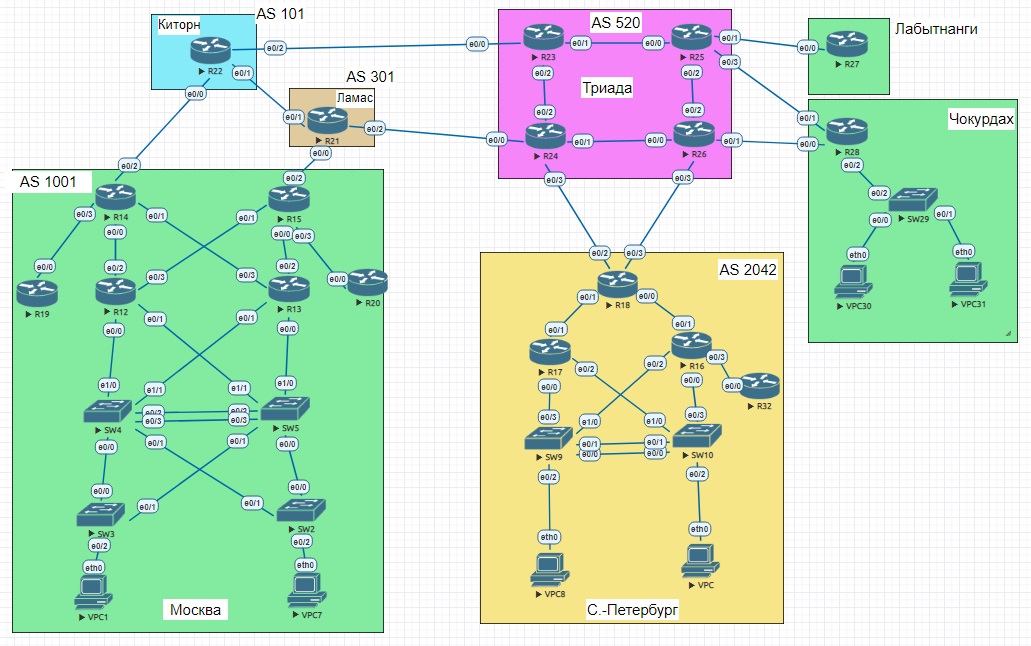 AS 101
Киторн
R22
e0/2
e0/1
e0/0
AS 301
Ламас
e0/1
R21
e0/2
e0/0
AS 520
Триада
e0/0
R23
e0/1
e0/2
e0/0
R25
e0/1
e0/3
e0/2
e0/0
e0/2
R24
e0/1
e0/3
e0/0
e0/2
R26
e0/1
e0/3
Лабытнанги
e0/0
R27
Чокурдах
e0/1
e0/0
R28
e0/2
e0/2
SW29
e0/0
e0/1
eth0
VPC30
eth0
VPC31
AS 1001
e0/2
R14
e0/3
e0/1
e0/0
e0/2
R15
e0/1
e0/0
e0/3
e0/0
R19
e0/2
e0/3
R12
e0/1
e0/0
e0/3
e0/2
R13
e0/1
e0/0
e0/0
R20
e1/0
e1/1
SW4
e0/2
e0/3
e0/0
e0/1
e1/1
e1/0
SW5
e0/2
e0/3
e0/1
e0/0
e0/0
e0/1
SW3
e0/2
e0/1
e0/0
SW2
e0/2
eth0
VPC1
eth0
VPC7
Москва
AS 2042
e0/2
e0/3
R18
e0/1
e0/0
e0/1
R17
e0/2
e0/0
e0/1
R16
e0/3
e0/2
e0/0
e0/0
R32
e0/3
e1/0
SW9
e0/1
e0/0
e0/2
e1/0
e0/3
SW10
e0/1
e0/0
e0/2
eth0
VPC8
eth0
VPC
С.-Петербург